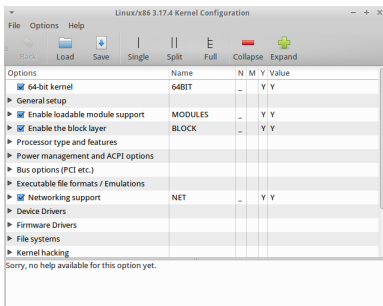 Linux/x86 3.17.4 Kernel Configuration
File Options Help
Back Load Save Single Split Full Collapse Expand
Options Name N M Y Value
64-bit kernel 64BIT _ Y Y
General setup
Enable loadable module support MODULES _ Y Y
Enable the block layer BLOCK _ Y Y
Processor type and features
Power management and ACPI options
Bus options (PCI etc.)
Executable file formats / Emulations
Networking support NET _ Y Y
Device Drivers
Firmware Drivers
File systems
Kernel hacking
Sorry, no help available for this option yet.